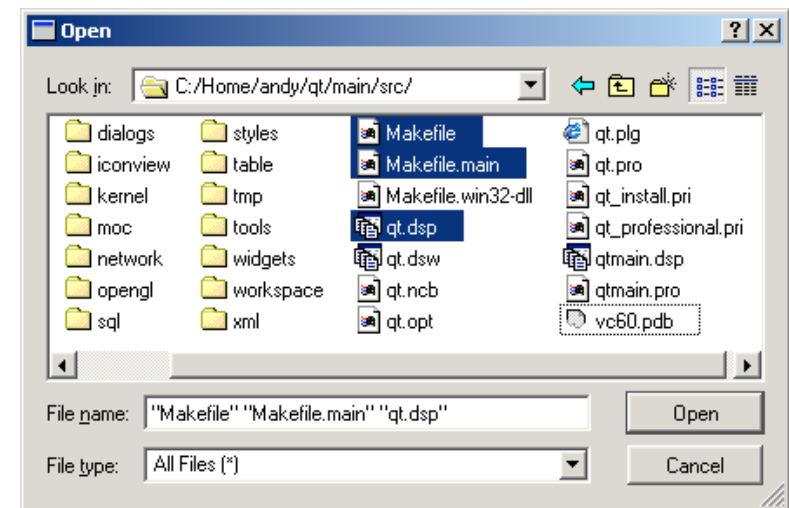 Open
Look in: C:/Home/andy/qt/main/src/
dialogs styles Makefile qt.plg
iconview table Makefile.main qt.pro
kernel tmp Makefile.win32-dll qt_install.pri
moc tools qt.dsp qt_professional.pri
network widgets qt.dsw qtmain.dsp
opengl workspace qt.ncb qtmain.pro
sql xml qt.opt vc60.pdb
File name: "Makefile" "Makefile.main" "qt.dsp" Open
File type: All Files (*) Cancel